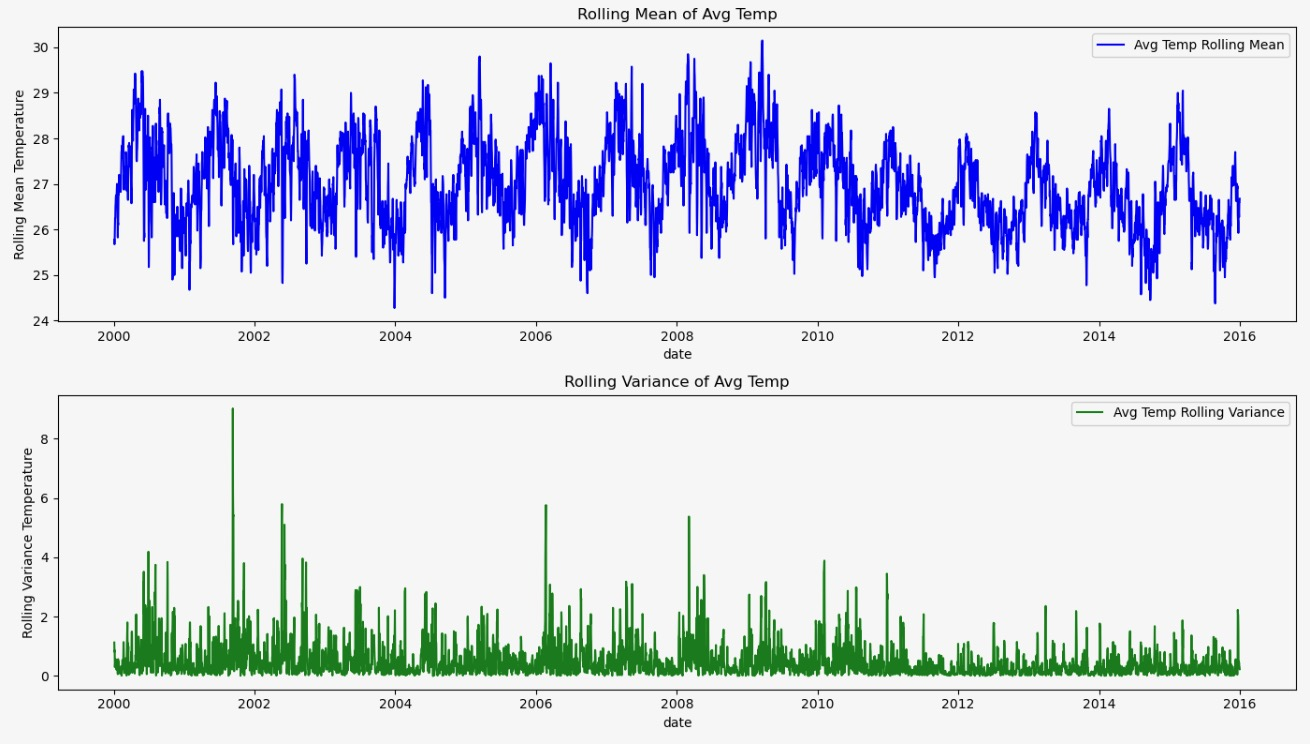 Rolling Mean of Avg Temp
Avg Temp Rolling Mean
Rolling Mean Temperature
30
29
28
27
26
25
24
2000 2002 2004 2006 2008 2010 2012 2014 2016
date
Rolling Variance of Avg Temp
Avg Temp Rolling Variance
Rolling Variance Temperature
8
6
4
2
0
2000 2002 2004 2006 2008 2010 2012 2014 2016
date